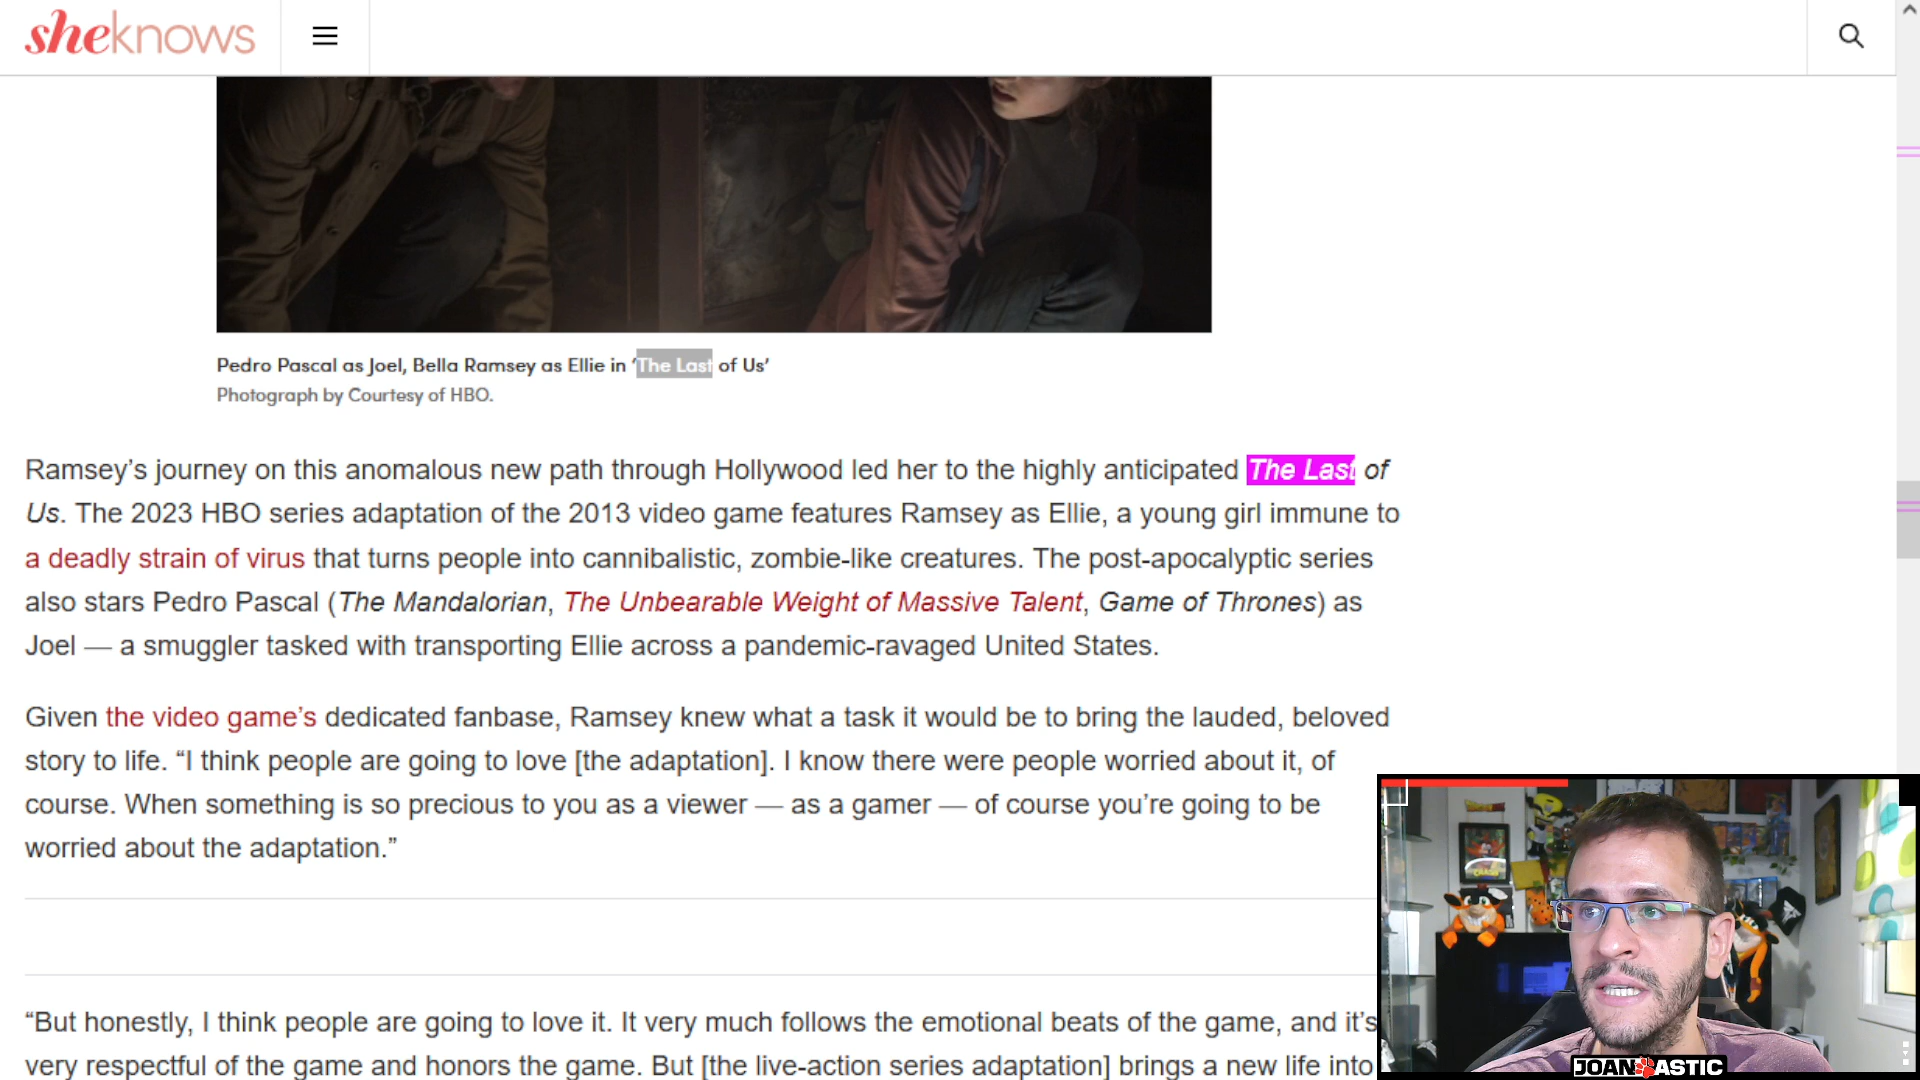 sheknows
Pedro Pascal as Joel, Bella Ramsey as Ellie in ‘The Last of Us’
Photograph by Courtesy of HBO.
Ramsey’s journey on this anomalous new path through Hollywood led her to the highly anticipated The Last of
Us. The 2023 HBO series adaptation of the 2013 video game features Ramsey as Ellie, a young girl immune to
a deadly strain of virus that turns people into cannibalistic, zombie-like creatures. The post-apocalyptic series
also stars Pedro Pascal (The Mandalorian, The Unbearable Weight of Massive Talent, Game of Thrones) as
Joel — a smuggler tasked with transporting Ellie across a pandemic-ravaged United States.
Given the video game’s dedicated fanbase, Ramsey knew what a task it would be to bring the lauded, beloved
story to life. “I think people are going to love [the adaptation]. I know there were people worried about it, of
course. When something is so precious to you as a viewer — as a gamer — of course you’re going to be
worried about the adaptation.”
“But honestly, I think people are going to love it. It very much follows the emotional beats of the game, and it’s
very respectful of the game and honors the game. But [the live-action series adaptation] brings a new life into
JOAN ASTIC